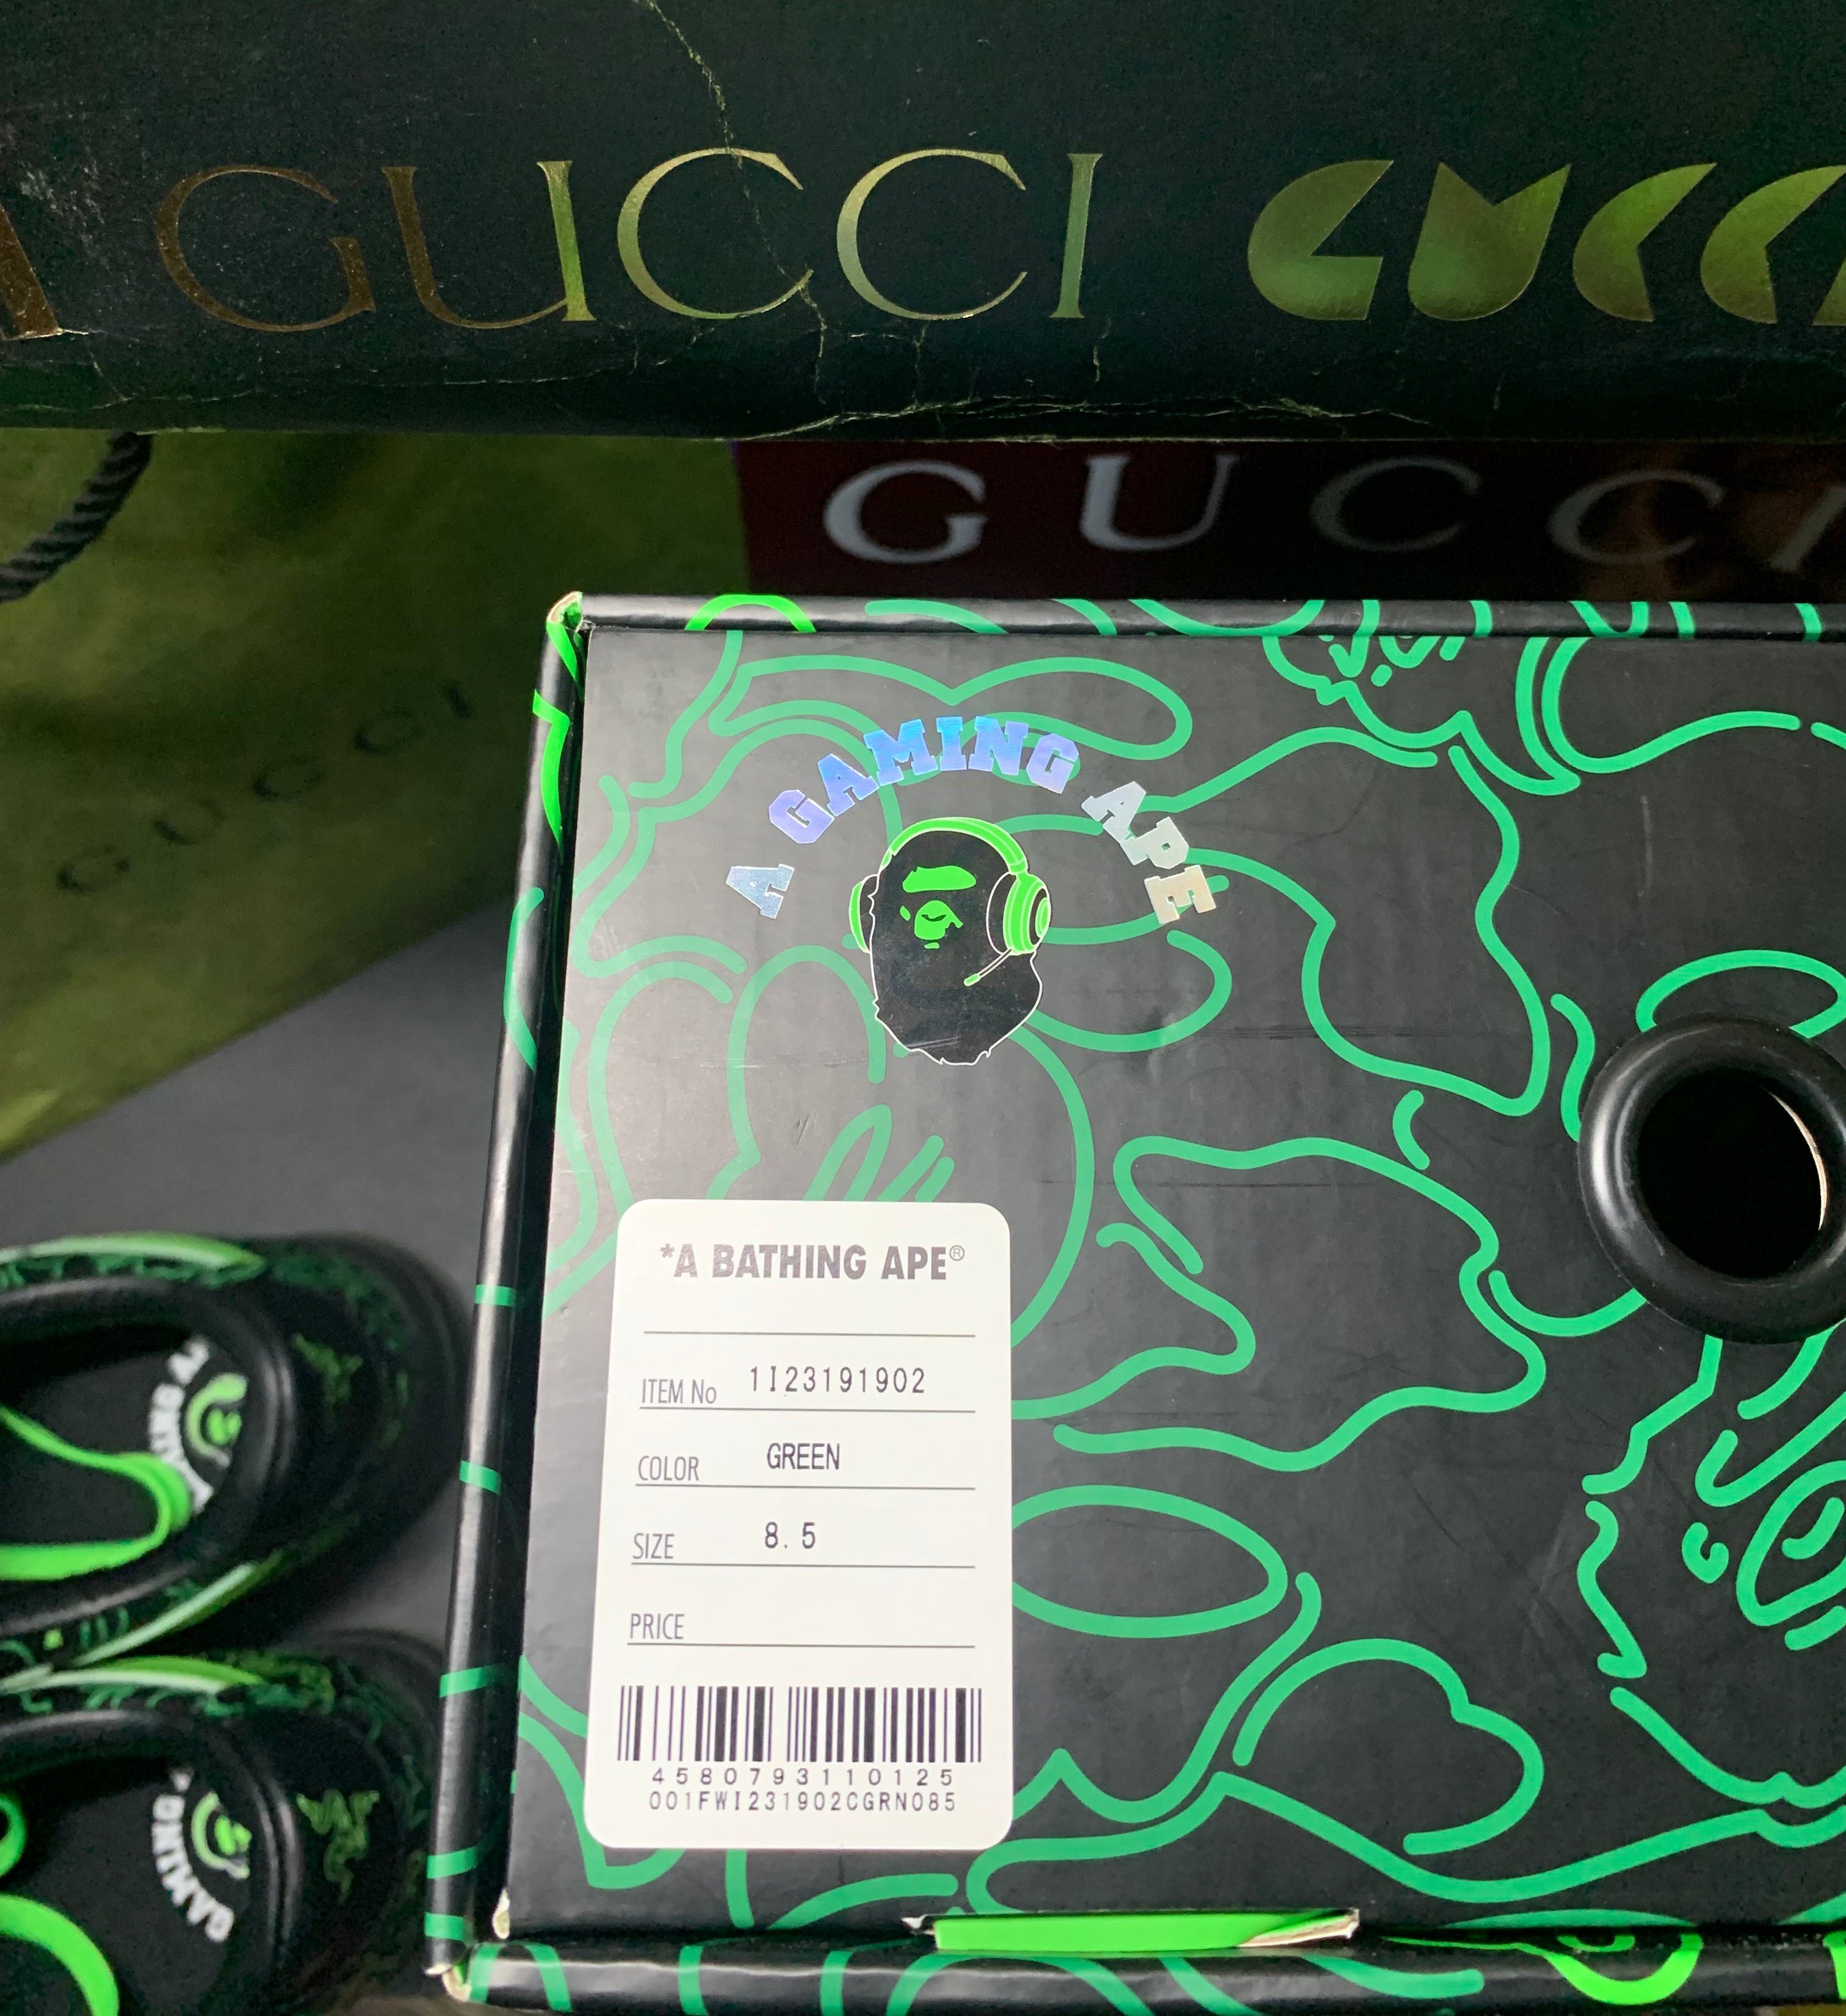 GUCCI GUCCI
GUCCI
GUCCI
A GAMING APE
*A BATHING APE®
ITEM No 1I23191902
COLOR GREEN
SIZE 8.5
PRICE
4580793110125
001FWI231902CGRN085
A GAMING
GAMING